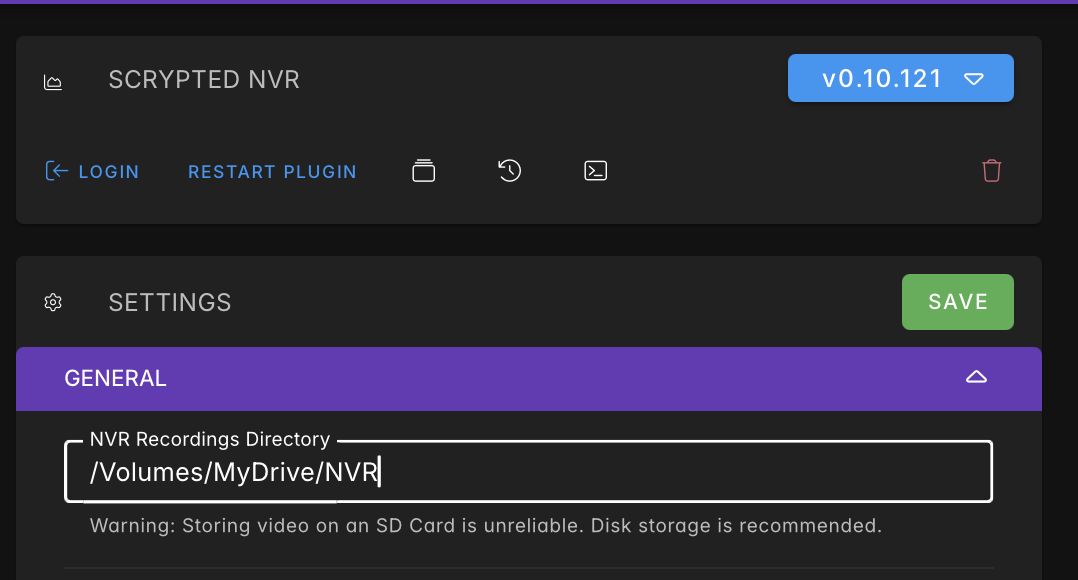 SCRYPTED NVR
v0.10.121
LOGIN
RESTART PLUGIN
SETTINGS
SAVE
GENERAL
NVR Recordings Directory
/Volumes/MyDrive/NVR
Warning: Storing video on an SD Card is unreliable. Disk storage is recommended.